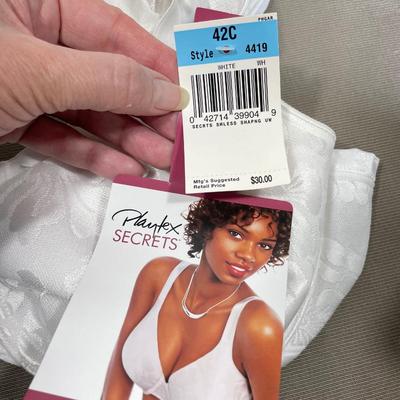 PHGAR
42C
Style 4419
WHITE WH
0 42714 39904 9
SECRTS SMLESS SHAPNG UW
Mfg's Suggested
Retail Price $30.00
Playtex
SECRETS